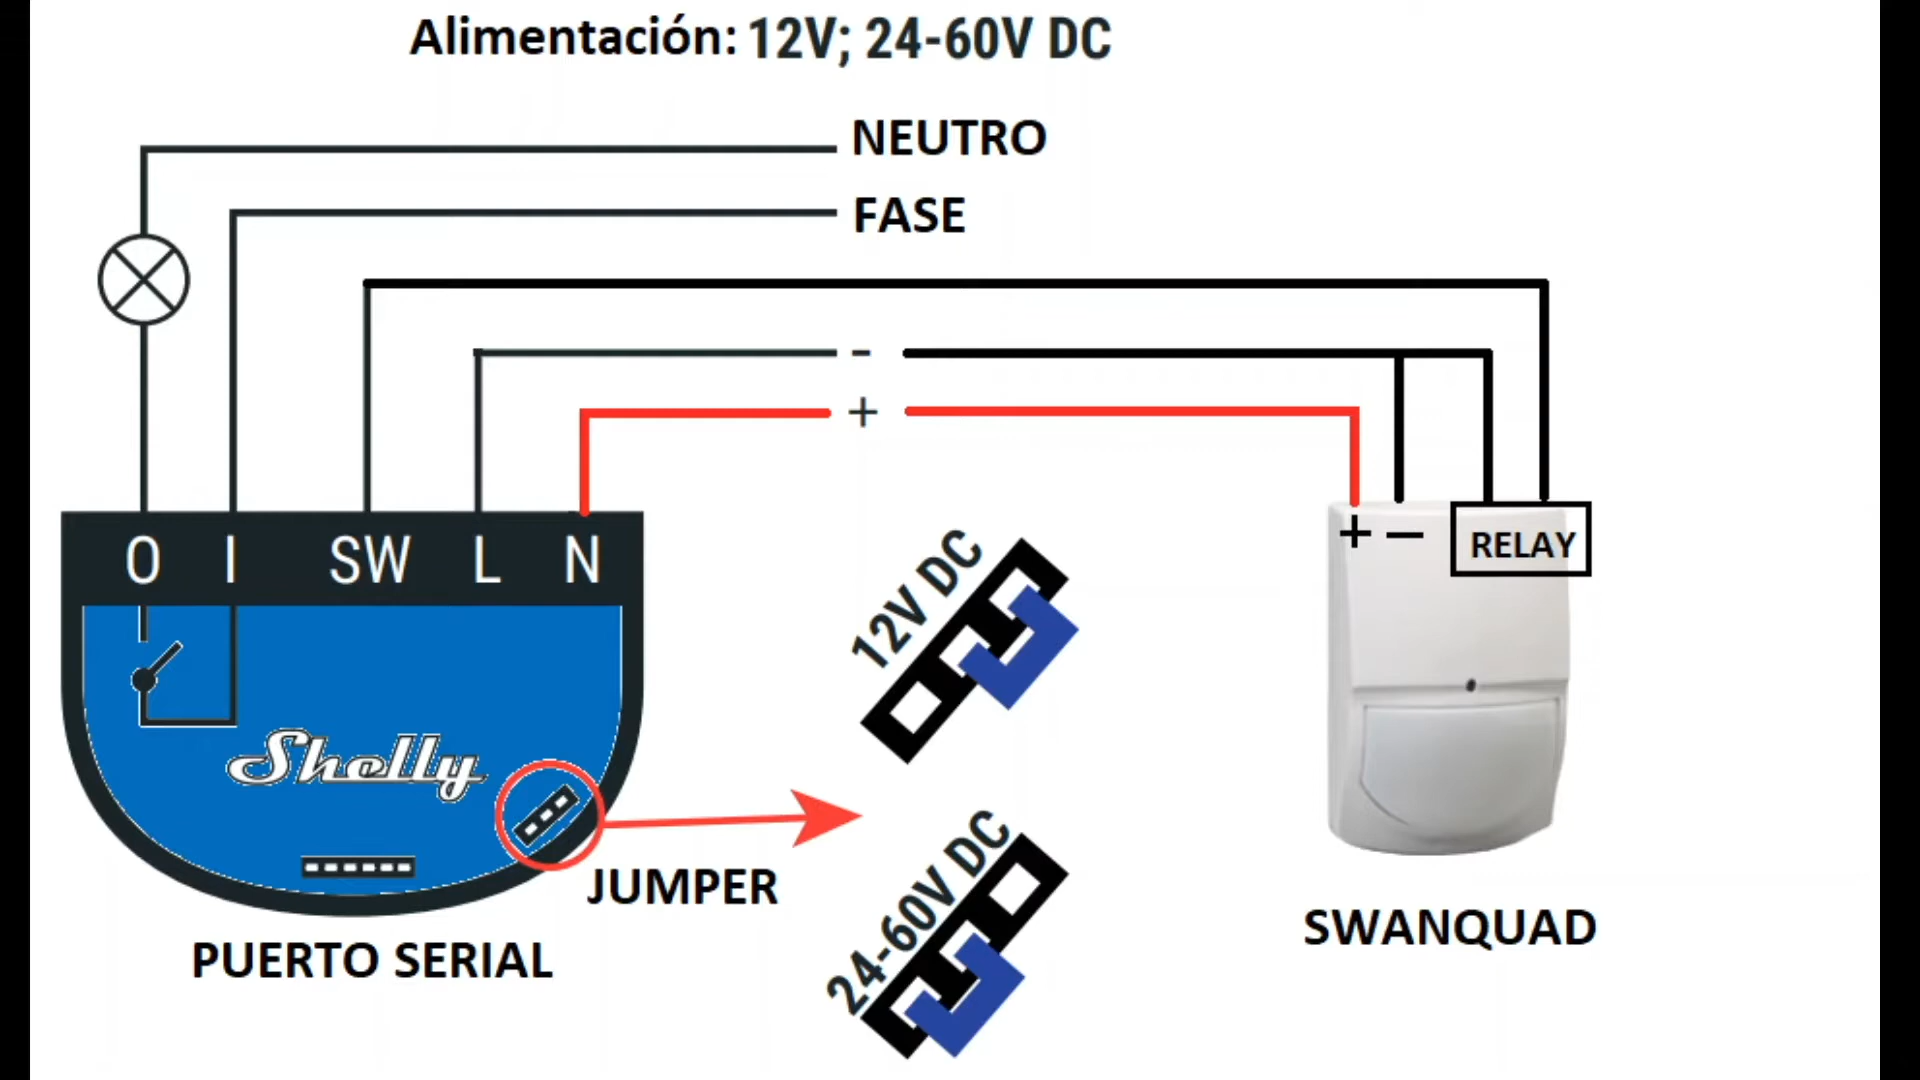 Alimentación: 12V; 24-60V DC
NEUTRO
FASE
-
+
O I SW L N
+ — RELAY
12V DC
Shelly
JUMPER
24-60V DC
PUERTO SERIAL
SWANQUAD